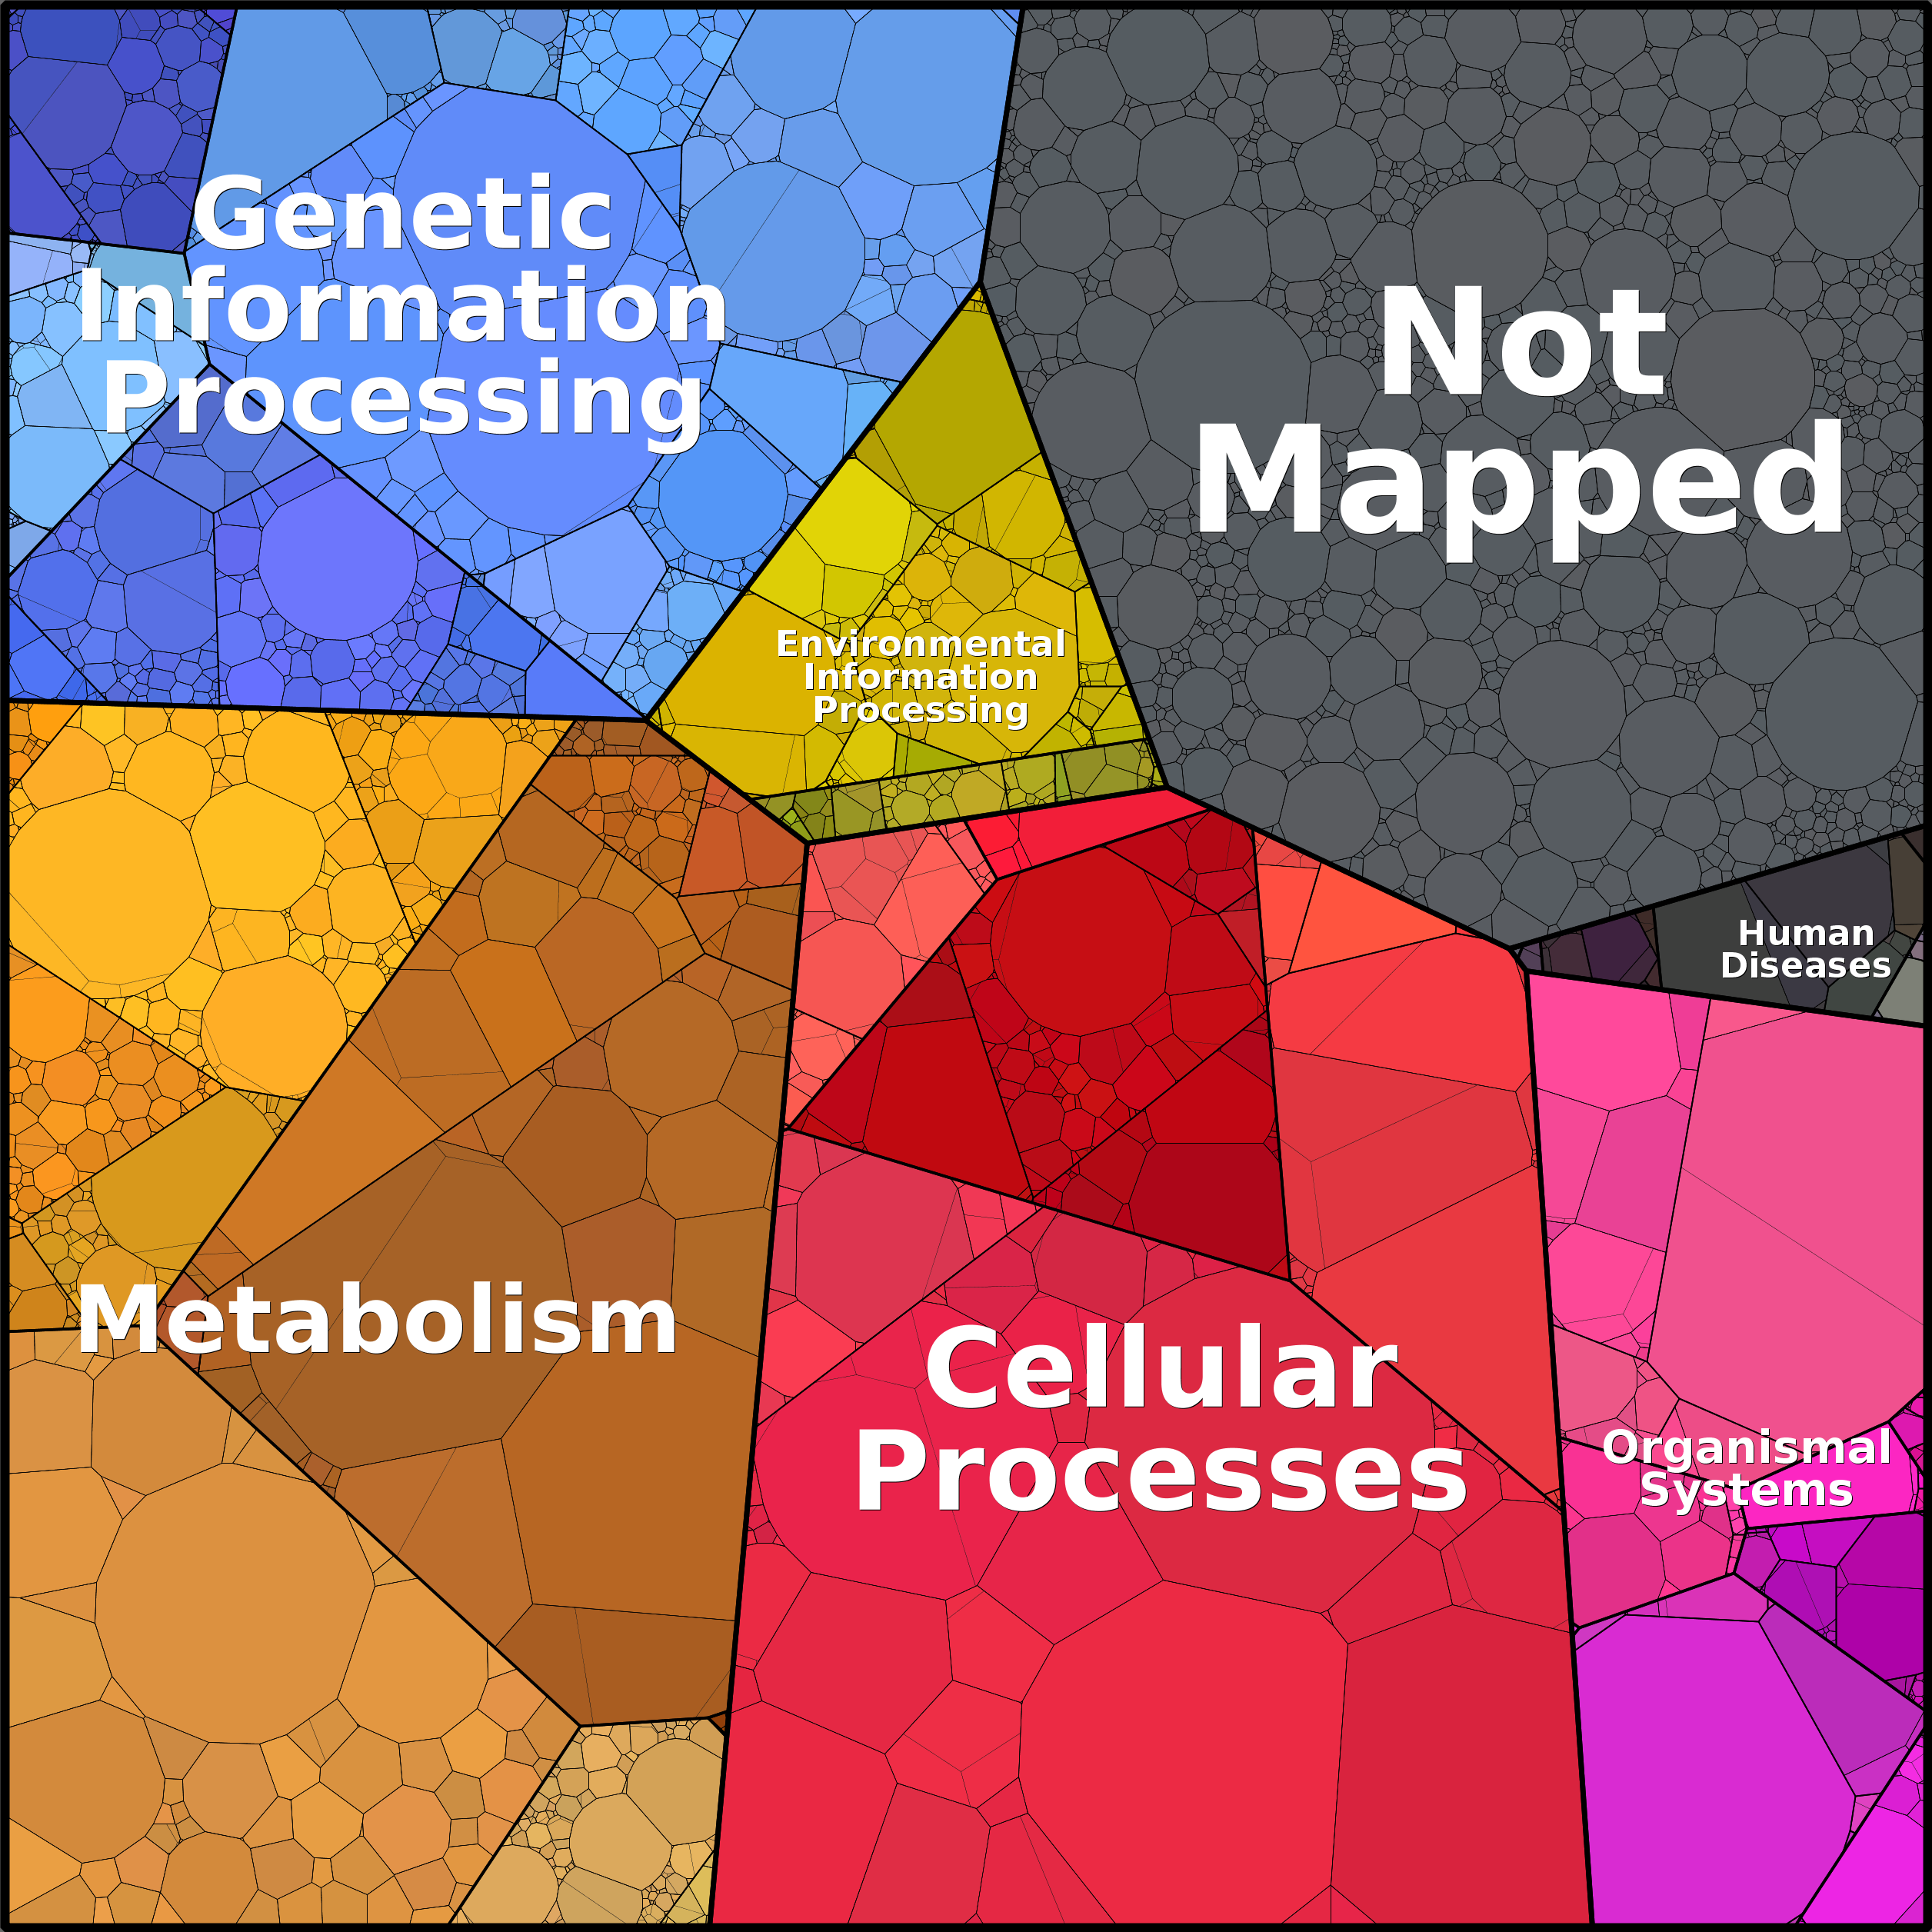 Genetic
Information
Processing
Not
Mapped
Environmental
Information
Processing
Human
Diseases
Metabolism
Cellular
Processes
Organismal
Systems